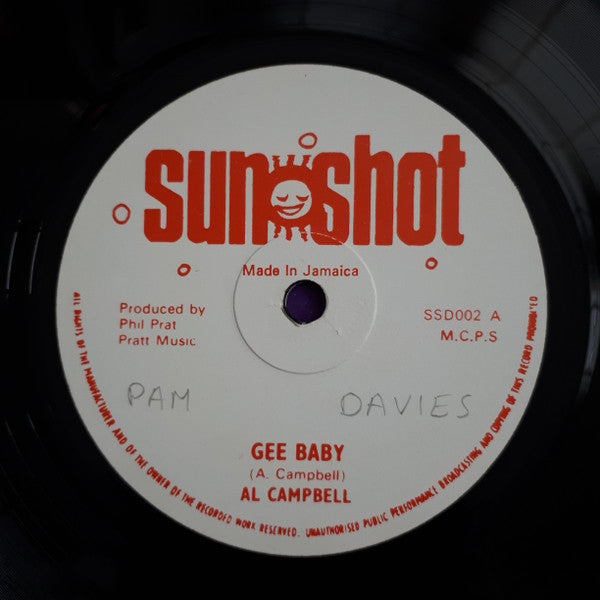 sun shot
Made In Jamaica
Produced by
Phil Prat
Pratt Music
SSD002 A
M.C.P.S
PAM DAVIES
GEE BABY
(A. Campbell)
AL CAMPBELL
ALL RIGHTS OF THE MANUFACTURER AND OF THE OWNER OF THE RECORDED WORK RESERVED. UNAUTHORISED PUBLIC PERFORMANCE BROADCASTING AND COPYING OF THIS RECORD PROHIBITED